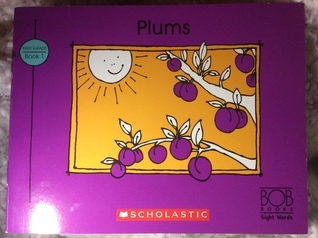 Plums
FIRST GRADE
Book 1
SCHOLASTIC
BOB
BOOKS
Sight Words